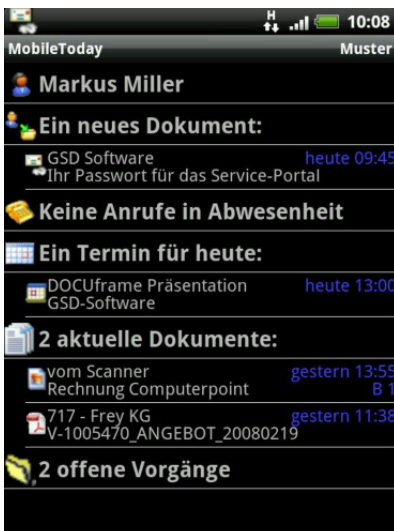 H 10:08
MobileToday Muster
Markus Miller
Ein neues Dokument:
GSD Software heute 09:45
Ihr Passwort für das Service-Portal
Keine Anrufe in Abwesenheit
Ein Termin für heute:
DOCUframe Präsentation heute 13:00
GSD-Software
2 aktuelle Dokumente:
vom Scanner gestern 13:55
Rechnung Computerpoint B 1
717 - Frey KG gestern 11:38
V-1005470_ANGEBOT_20080219
2 offene Vorgänge